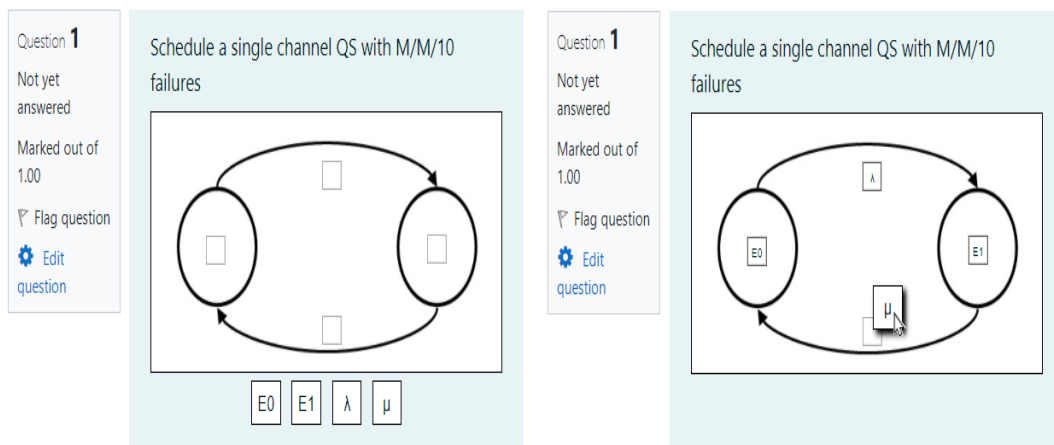 Question 1
Not yet
answered
Marked out of
1.00
Flag question
Edit
question
Schedule a single channel QS with M/M/10
failures
E0 E1 λ μ
Question 1
Not yet
answered
Marked out of
1.00
Flag question
Edit
question
Schedule a single channel QS with M/M/10
failures
λ
E0
E1
μ